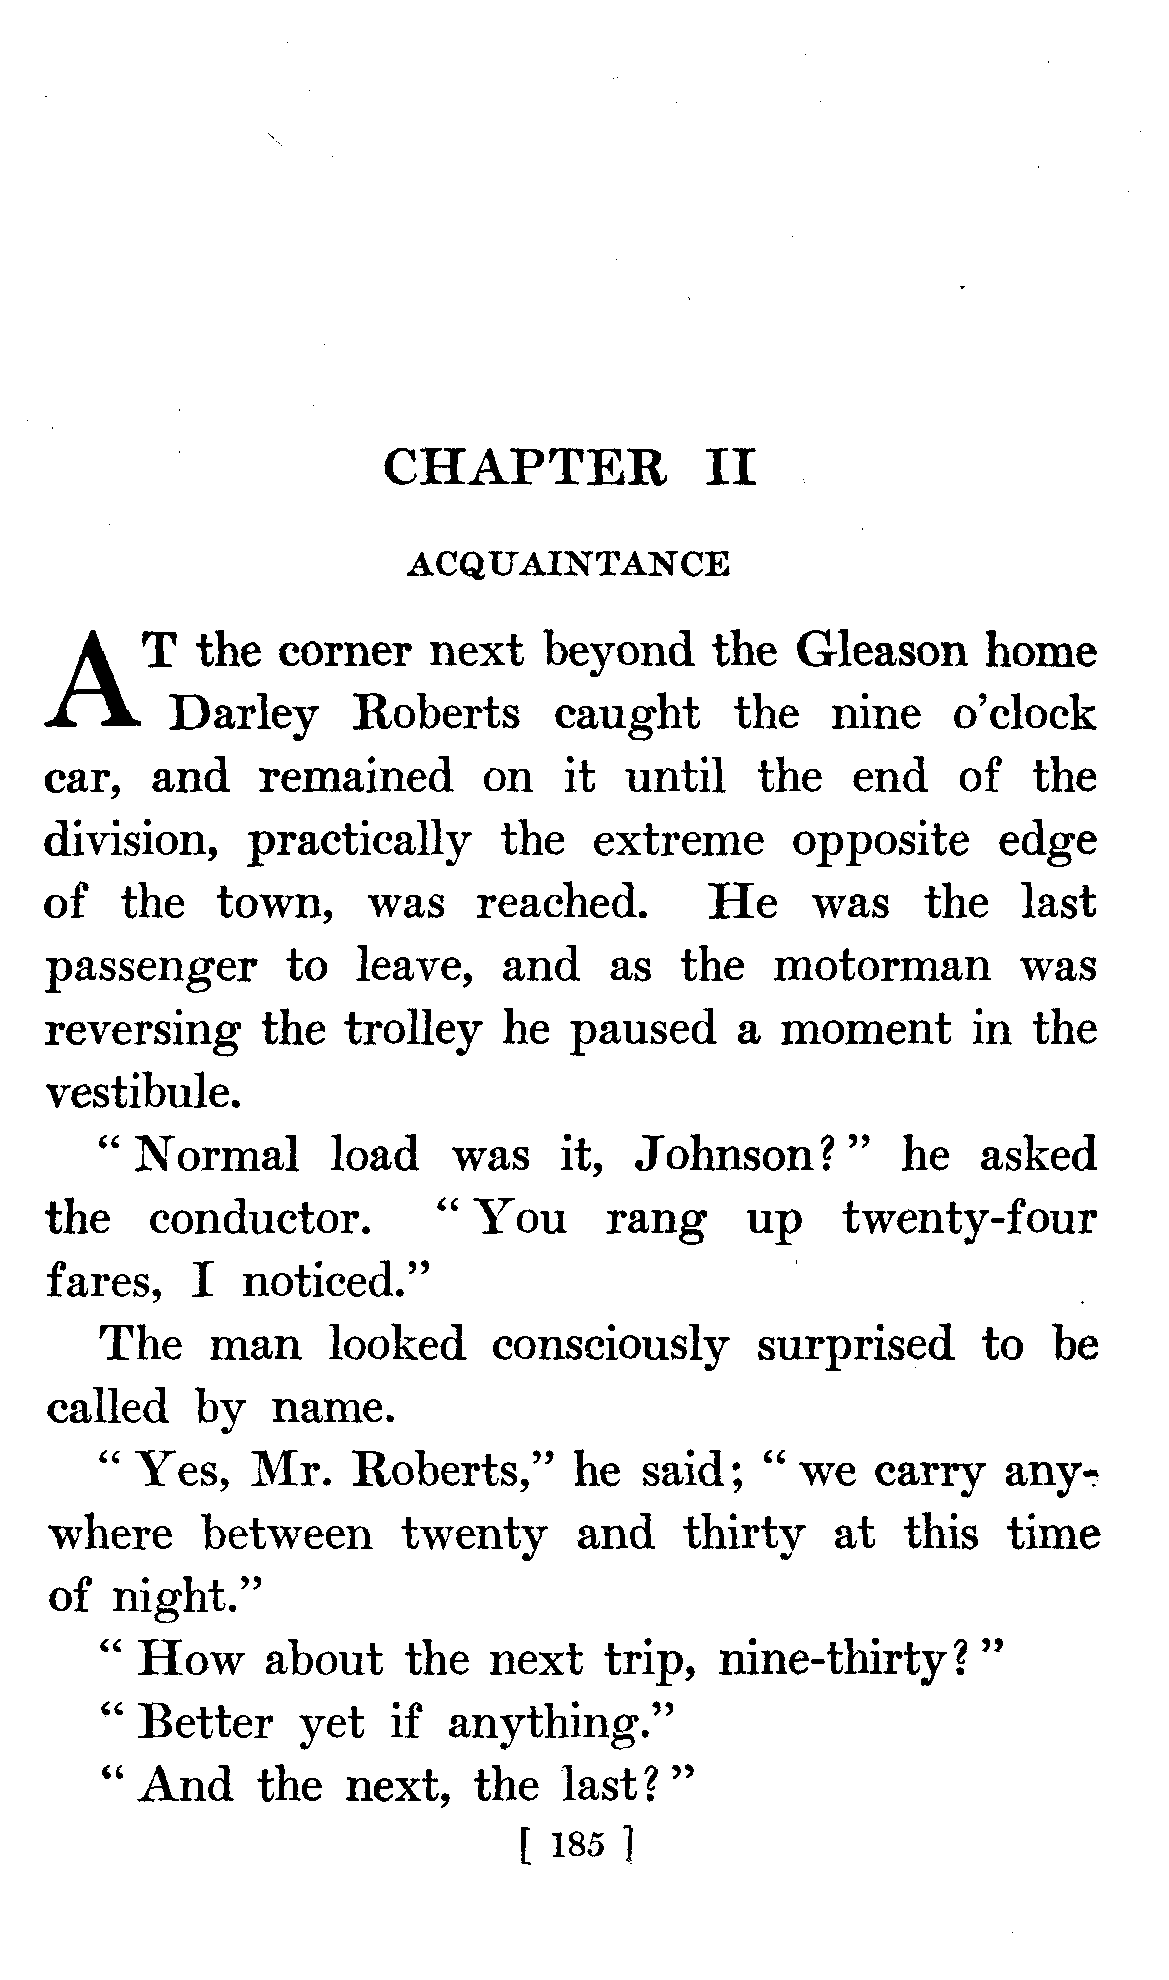 CHAPTER II
ACQUAINTANCE
AT the corner next beyond the Gleason home
Darley Roberts caught the nine o'clock
car, and remained on it until the end of the
division, practically the extreme opposite edge
of the town, was reached. He was the last
passenger to leave, and as the motorman was
reversing the trolley he paused a moment in the
vestibule.
“ Normal load was it, Johnson? ” he asked
the conductor. “ You rang up twenty-four
fares, I noticed.”
The man looked consciously surprised to be
called by name.
“ Yes, Mr. Roberts,” he said; “ we carry any-
where between twenty and thirty at this time
of night.”
“ How about the next trip, nine-thirty? ”
“ Better yet if anything.”
“ And the next, the last? ”
[ 185 ]